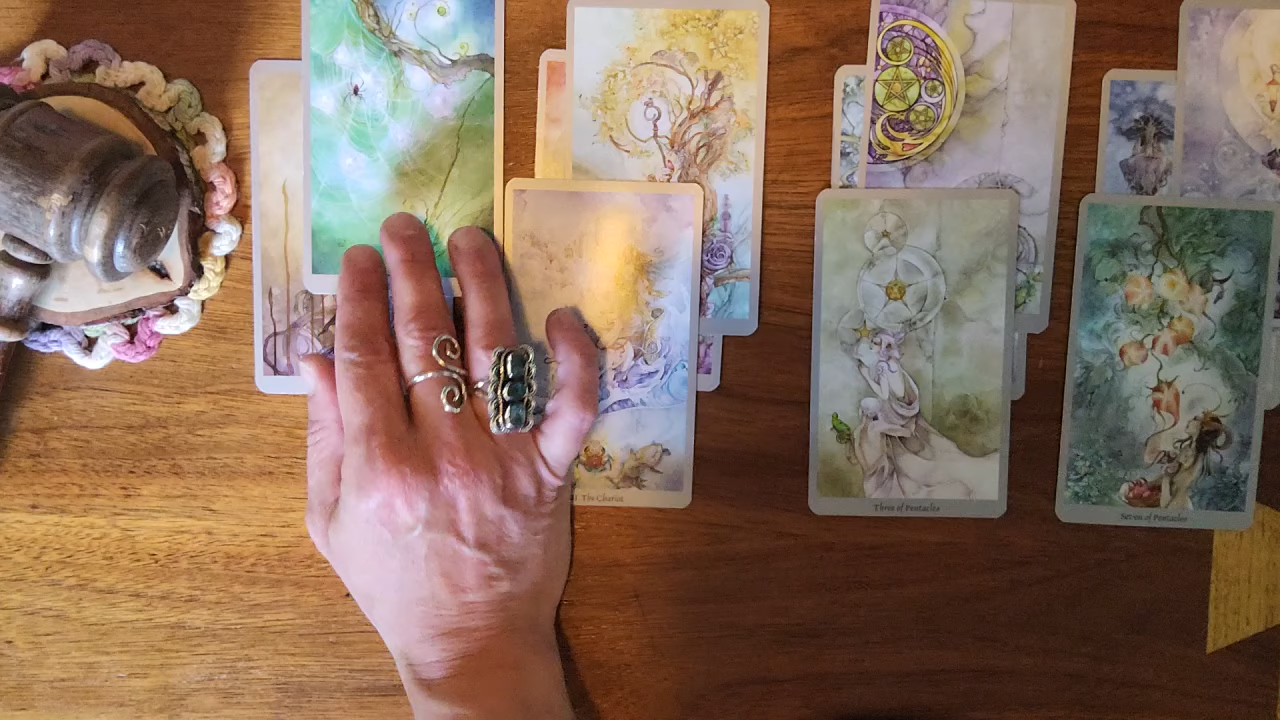 The Chariot
Three of Pentacles
Seven of Pentacles